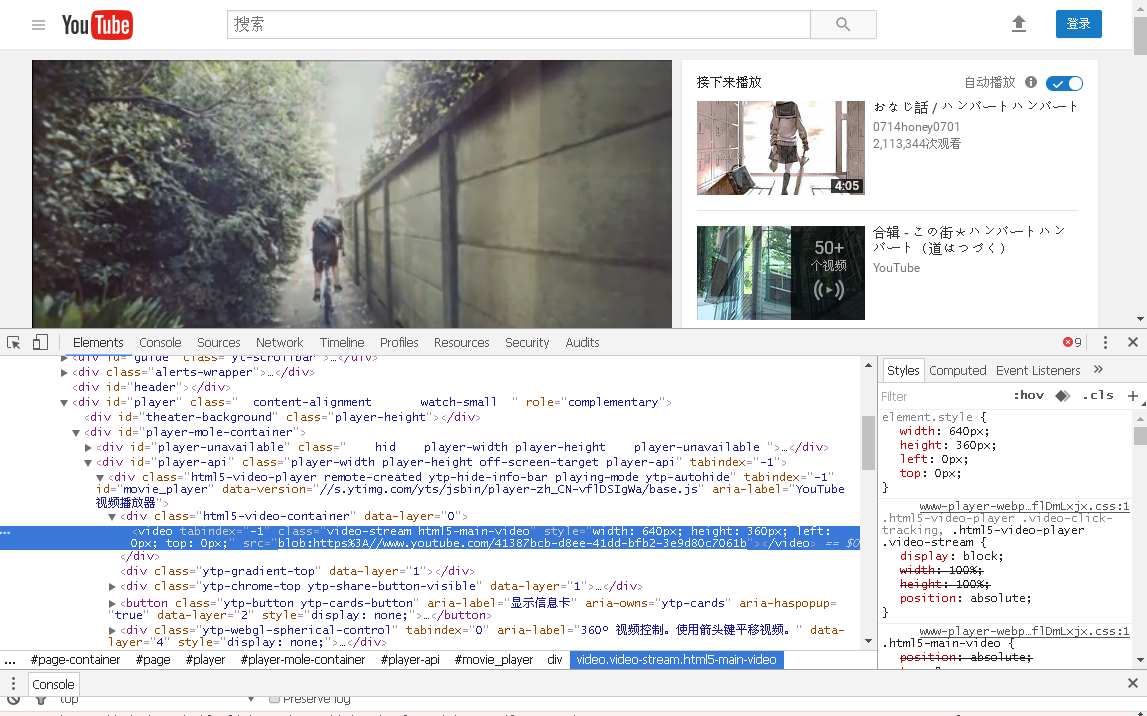 YouTube
搜索
登录
接下来播放
自动播放
おなじ話 / ハンバートハンバート
0714honey0701
2,113,344次观看
4:05
合辑 - この街★ハンバートハンバート（道はつづく）
YouTube
50+
个视频
Elements Console Sources Network Timeline Profiles Resources Security Audits
9
<div id="guide" class="yt-scrollbar">…</div>
<div class="alerts-wrapper">…</div>
<div id="header"></div>
<div id="player" class="  content-alignment     watch-small  " role="complementary">
<div id="theater-background" class="player-height"></div>
<div id="player-mole-container">
<div id="player-unavailable" class="    hid    player-width player-height    player-unavailable ">…</div>
<div id="player-api" class="player-width player-height off-screen-target player-api" tabindex="-1">
<div class="html5-video-player remote-created ytp-hide-info-bar playing-mode ytp-autohide" tabindex="-1"
id="movie_player" data-version="//s.ytimg.com/yts/jsbin/player-zh_CN-vflDSIgWa/base.js" aria-label="YouTube
视频播放器">
<div class="html5-video-container" data-layer="0">
<video tabindex="-1" class="video-stream html5-main-video" style="width: 640px; height: 360px; left:
0px; top: 0px;" src="blob:https%3A//www.youtube.com/41387bcb-d8ee-41dd-bfb2-3e9d80c7061b"></video> == $0
</div>
<div class="ytp-gradient-top" data-layer="1"></div>
<div class="ytp-chrome-top ytp-share-button-visible" data-layer="1">…</div>
<button class="ytp-button ytp-cards-button" aria-label="显示信息卡" aria-owns="ytp-cards" aria-haspopup=
"true" data-layer="2" style="display: none;">…</button>
<div class="ytp-webgl-spherical-control" tabindex="0" aria-label="360º 视频控制。使用箭头键平移视频。" data-
layer="4" style="display: none;">…</div>
... #page-container #page #player #player-mole-container #player-api #movie_player div video.video-stream.html5-main-video
Styles Computed Event Listeners »
Filter :hov .cls +
element.style {
width: 640px;
height: 360px;
left: 0px;
top: 0px;
}
www-player-webp…flDmLxjx.css:1
.html5-video-player .video-click-
tracking, .html5-video-player
.video-stream {
display: block;
width: 100%;
height: 100%;
position: absolute;
}
www-player-webp…flDmLxjx.css:1
.html5-main-video {
position: absolute;
Console
top
Preserve log